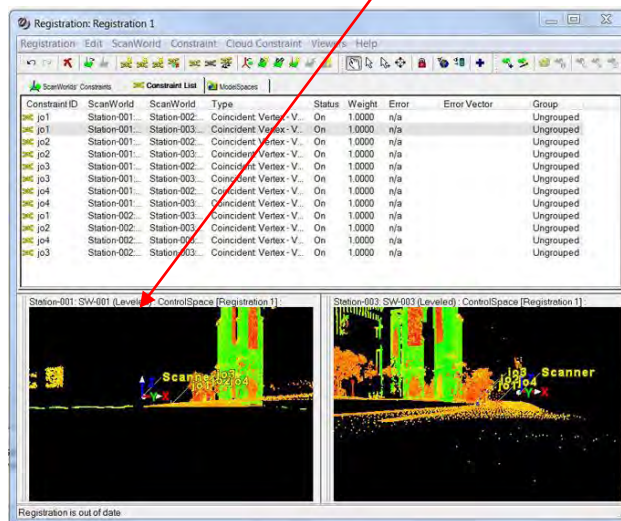 Registration: Registration 1
Registration Edit ScanWorld Constraint Cloud Constraint Viewers Help
ScanWorlds' Constraints Constraint List ModelSpaces
Constraint ID ScanWorld ScanWorld Type Status Weight Error Error Vector Group
jo1 Station-001:... Station-002:... Coincident Vertex - V... On 1.0000 n/a Ungrouped
jo1 Station-001:... Station-003:... Coincident Vertex - V... On 1.0000 n/a Ungrouped
jo2 Station-001:... Station-002:... Coincident Vertex - V... On 1.0000 n/a Ungrouped
jo2 Station-001:... Station-003:... Coincident Vertex - V... On 1.0000 n/a Ungrouped
jo3 Station-001:... Station-002:... Coincident Vertex - V... On 1.0000 n/a Ungrouped
jo3 Station-001:... Station-003:... Coincident Vertex - V... On 1.0000 n/a Ungrouped
jo4 Station-001:... Station-002:... Coincident Vertex - V... On 1.0000 n/a Ungrouped
jo4 Station-001:... Station-003:... Coincident Vertex - V... On 1.0000 n/a Ungrouped
jo1 Station-002:... Station-003:... Coincident Vertex - V... On 1.0000 n/a Ungrouped
jo2 Station-002:... Station-003:... Coincident Vertex - V... On 1.0000 n/a Ungrouped
jo4 Station-002:... Station-003:... Coincident Vertex - V... On 1.0000 n/a Ungrouped
jo3 Station-002:... Station-003:... Coincident Vertex - V... On 1.0000 n/a Ungrouped
Station-001: SW-001 (Leveled) : ControlSpace [Registration 1] :
Station-003: SW-003 (Leveled) : ControlSpace [Registration 1] :
Scanner jo3
jo1 jo2 jo4
jo3 Scanner
jo1 jo4
Registration is out of date